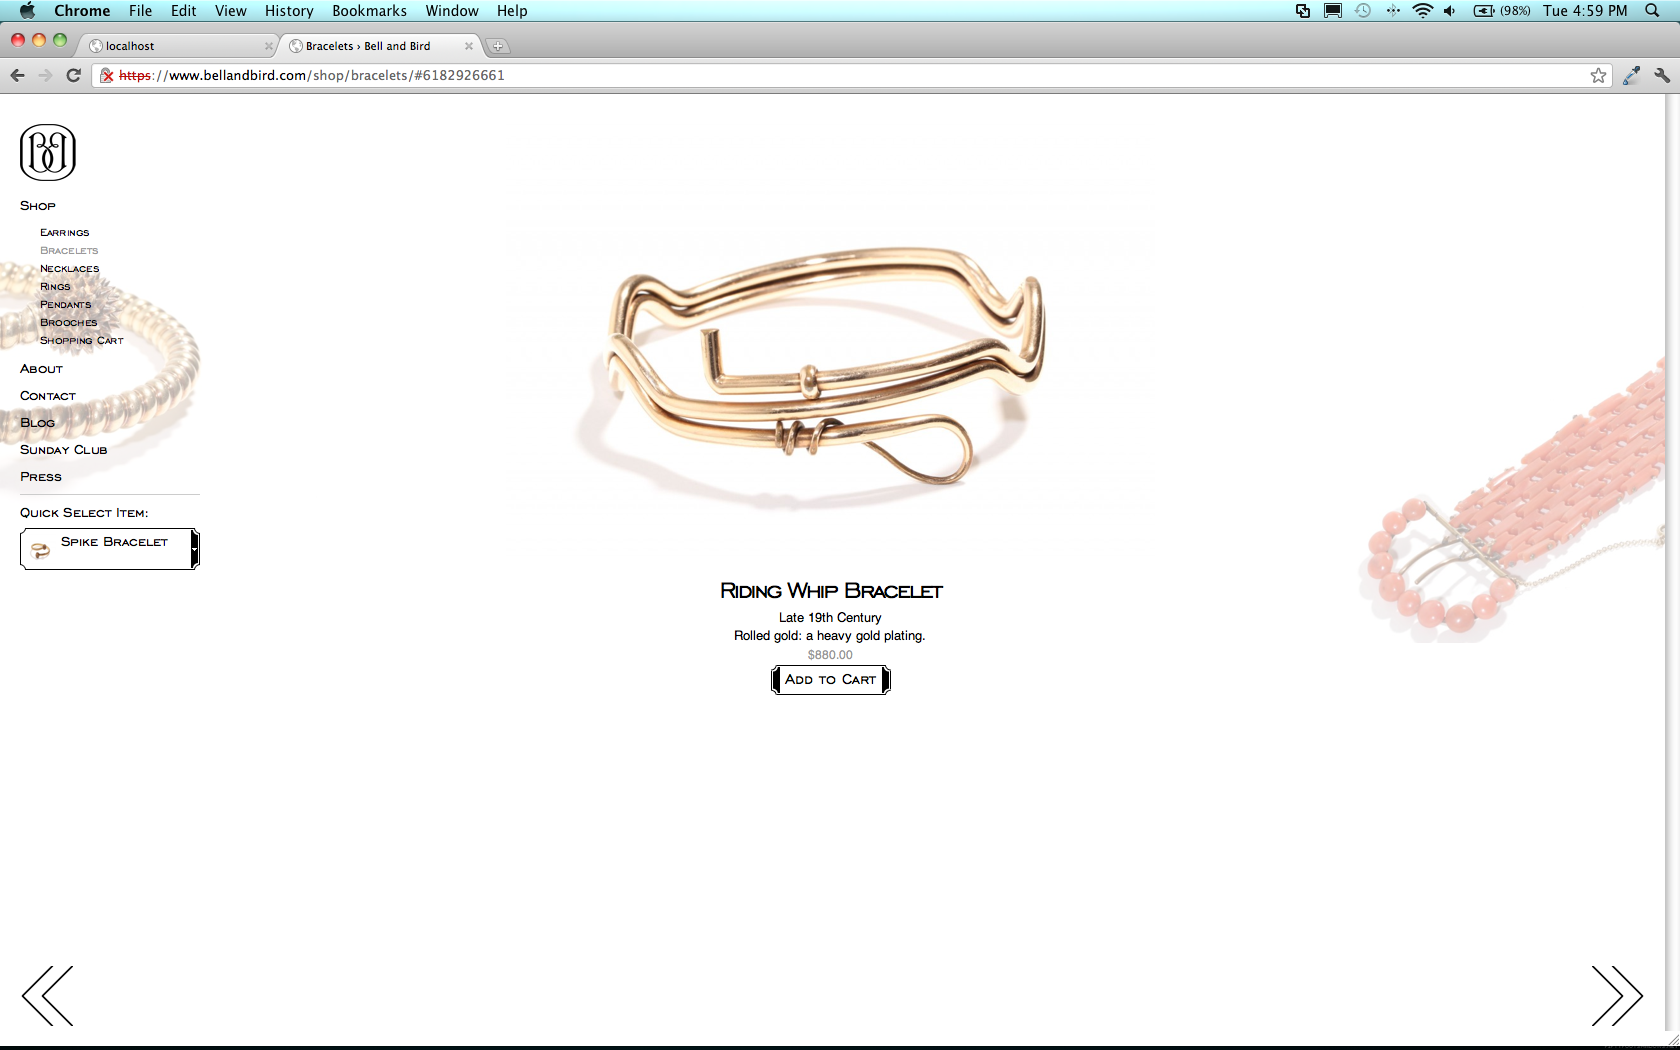 Chrome File Edit View History Bookmarks Window Help (98%) Tue 4:59 PM
localhost Bracelets › Bell and Bird
https://www.bellandbird.com/shop/bracelets/#6182926661
Shop
Earrings
Bracelets
Necklaces
Rings
Pendants
Brooches
Shopping Cart
About
Contact
Blog
Sunday Club
Press
Quick Select Item:
Spike Bracelet
Riding Whip Bracelet
Late 19th Century
Rolled gold: a heavy gold plating.
$880.00
Add to Cart